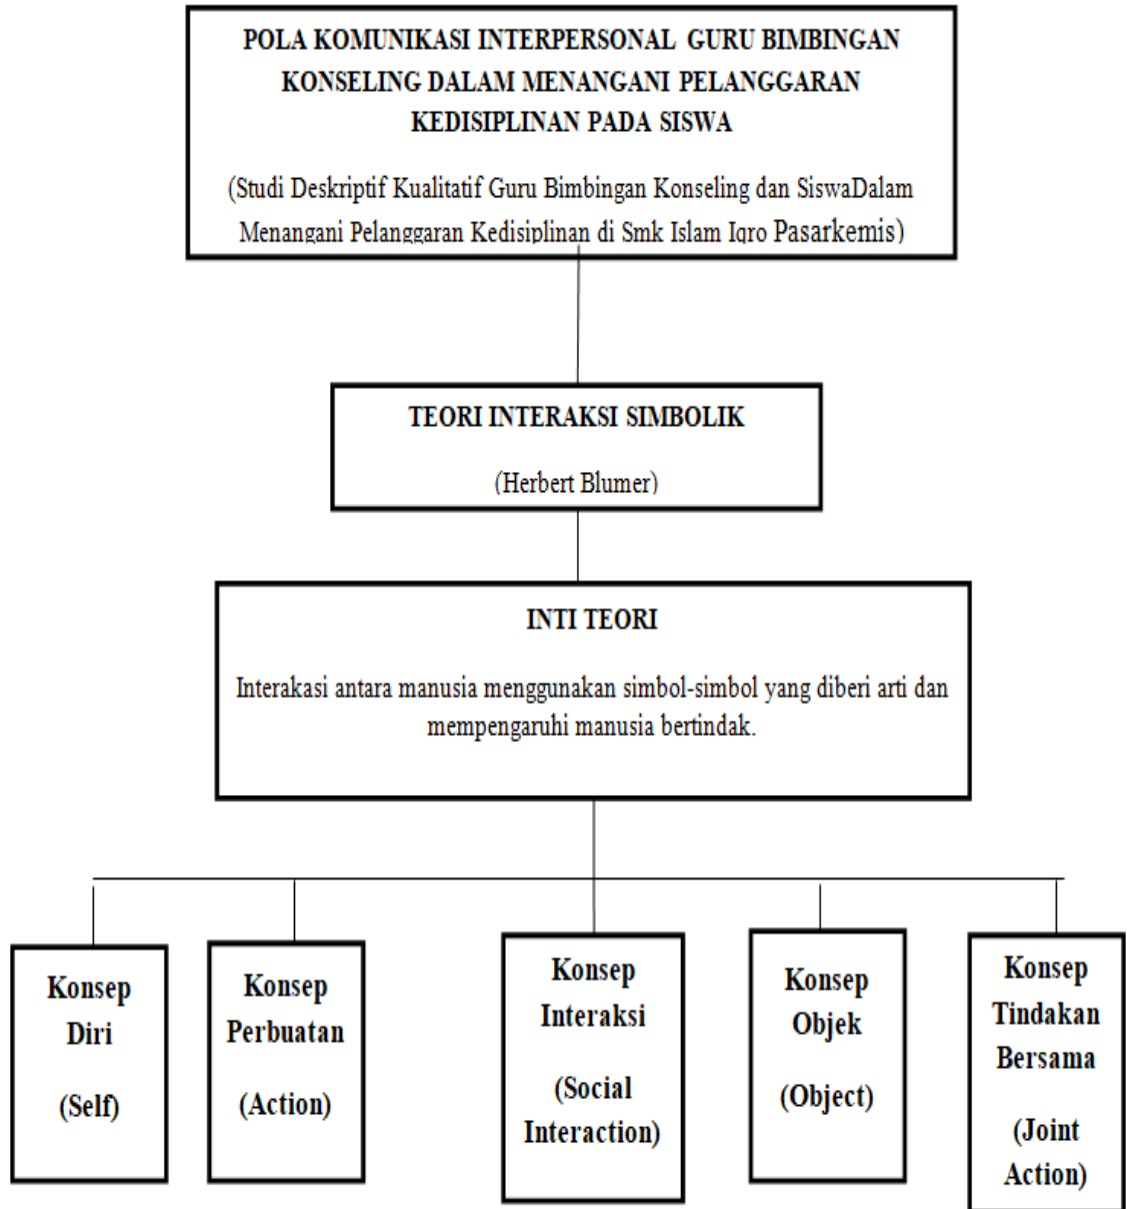 POLA KOMUNIKASI INTERPERSONAL GURU BIMBINGAN
KONSELING DALAM MENANGANI PELANGGARAN
KEDISIPLINAN PADA SISWA
(Studi Deskriptif Kualitatif Guru Bimbingan Konseling dan SiswaDalam
Menangani Pelanggaran Kedisiplinan di Smk Islam Iqro Pasarkemis)
TEORI INTERAKSI SIMBOLIK
(Herbert Blumer)
INTI TEORI
Interakasi antara manusia menggunakan simbol-simbol yang diberi arti dan
mempengaruhi manusia bertindak.
Konsep
Diri
(Self)
Konsep
Perbuatan
(Action)
Konsep
Interaksi
(Social
Interaction)
Konsep
Objek
(Object)
Konsep
Tindakan
Bersama
(Joint
Action)